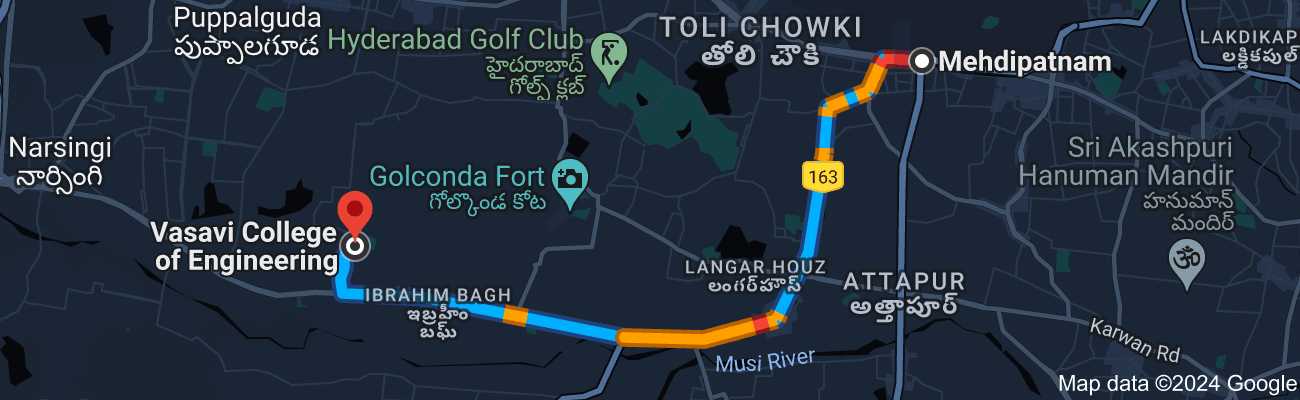 Puppalguda
పుప్పాలగూడ
Hyderabad Golf Club
హైదరాబాద్
గోల్ఫ్ క్లబ్
TOLI CHOWKI
తోలి చౌకి
Mehdipatnam
LAKDIKAP
లక్డికపుల్
Narsingi
నార్సింగి
Golconda Fort
గోల్కొండ కోట
163
Sri Akashpuri
Hanuman Mandir
హనుమాన్
మందిర్
Vasavi College
of Engineering
LANGAR HOUZ
లంగర్‌హౌస్
ATTAPUR
అత్తాపూర్
IBRAHIM BAGH
ఇబ్రహీం
బఘ్
Musi River
Karwan Rd
Map data ©2024 Google